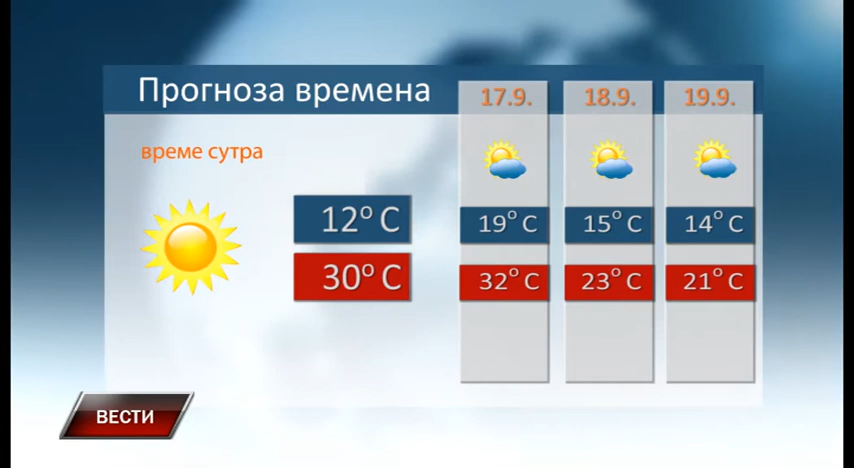 Прогноза времена
време сутра
12° C
30° C
17.9.
19° C
32° C
18.9.
15° C
23° C
19.9.
14° C
21° C
ВЕСТИ